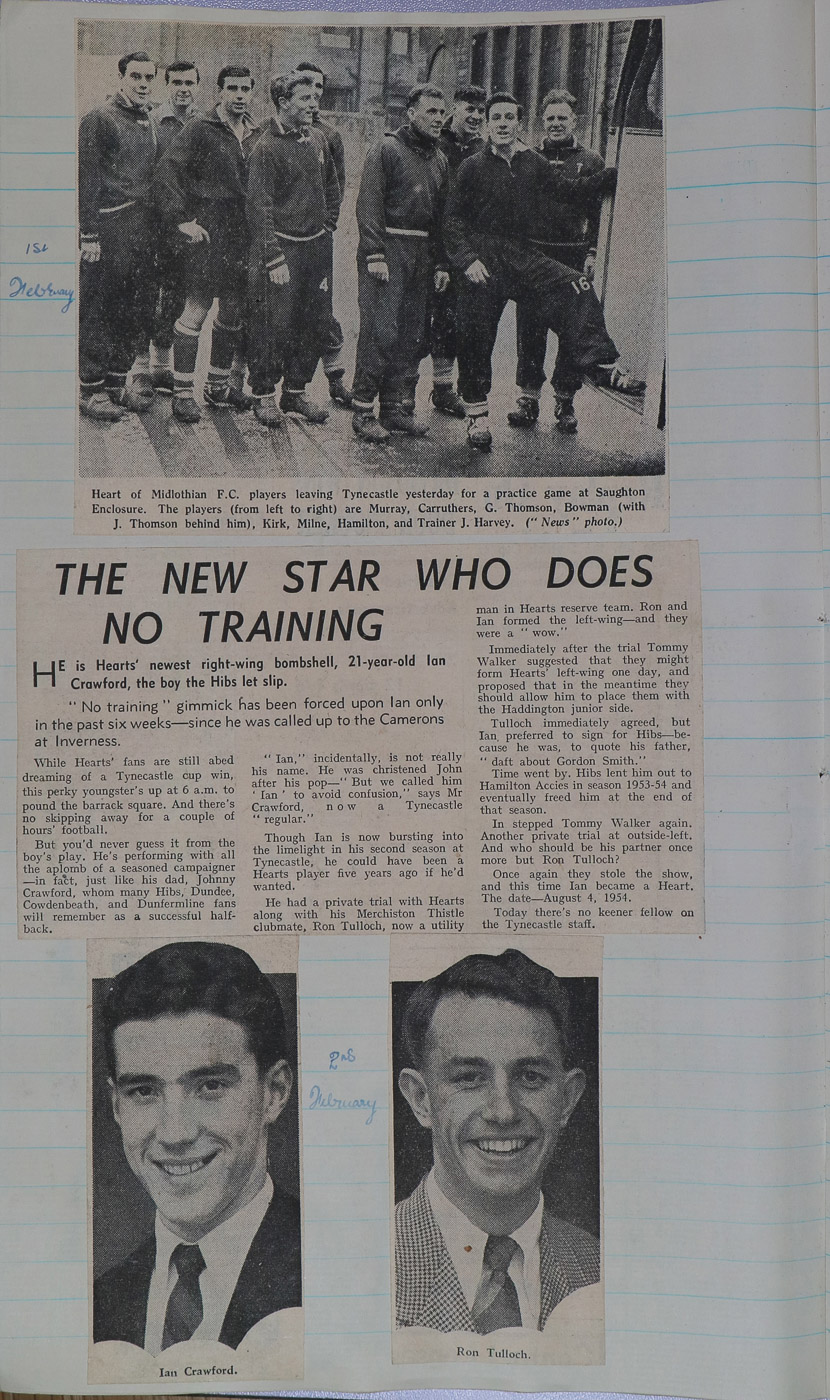 1st
February
4
16
Heart of Midlothian F.C. players leaving Tynecastle yesterday for a practice game at Saughton
Enclosure. The players (from left to right) are Murray, Carruthers, G. Thomson, Bowman (with
J. Thomson behind him), Kirk, Milne, Hamilton, and Trainer J. Harvey. (" News " photo.)
THE NEW STAR WHO DOES
NO TRAINING
HE is Hearts' newest right-wing bombshell, 21-year-old Ian
Crawford, the boy the Hibs let slip.
" No training " gimmick has been forced upon Ian only
in the past six weeks—since he was called up to the Camerons
at Inverness.
While Hearts' fans are still abed
dreaming of a Tynecastle cup win,
this perky youngster's up at 6 a.m. to
pound the barrack square. And there's
no skipping away for a couple of
hours' football.
But you'd never guess it from the
boy's play. He's performing with all
the aplomb of a seasoned campaigner
—in fact, just like his dad, Johnny
Crawford, whom many Hibs, Dundee,
Cowdenbeath, and Dunfermline fans
will remember as a successful half-
back.
" Ian," incidentally, is not really
his name. He was christened John
after his pop—" But we called him
' Ian ' to avoid confusion," says Mr
Crawford, now a Tynecastle
" regular."
Though Ian is now bursting into
the limelight in his second season at
Tynecastle, he could have been a
Hearts player five years ago if he'd
wanted.
He had a private trial with Hearts
along with his Merchiston Thistle
clubmate, Ron Tulloch, now a utility
man in Hearts reserve team. Ron and
Ian formed the left-wing—and they
were a " wow."
Immediately after the trial Tommy
Walker suggested that they might
form Hearts' left-wing one day, and
proposed that in the meantime they
should allow him to place them with
the Haddington junior side.
Tulloch immediately agreed, but
Ian preferred to sign for Hibs—be-
cause he was, to quote his father,
" daft about Gordon Smith."
Time went by. Hibs lent him out to
Hamilton Accies in season 1953-54 and
eventually freed him at the end of
that season.
In stepped Tommy Walker again.
Another private trial at outside-left.
And who should be his partner once
more but Ron Tulloch?
Once again they stole the show,
and this time Ian became a Heart.
The date—August 4, 1954.
Today there's no keener fellow on
the Tynecastle staff.
2nd
February
Ian Crawford.
Ron Tulloch.